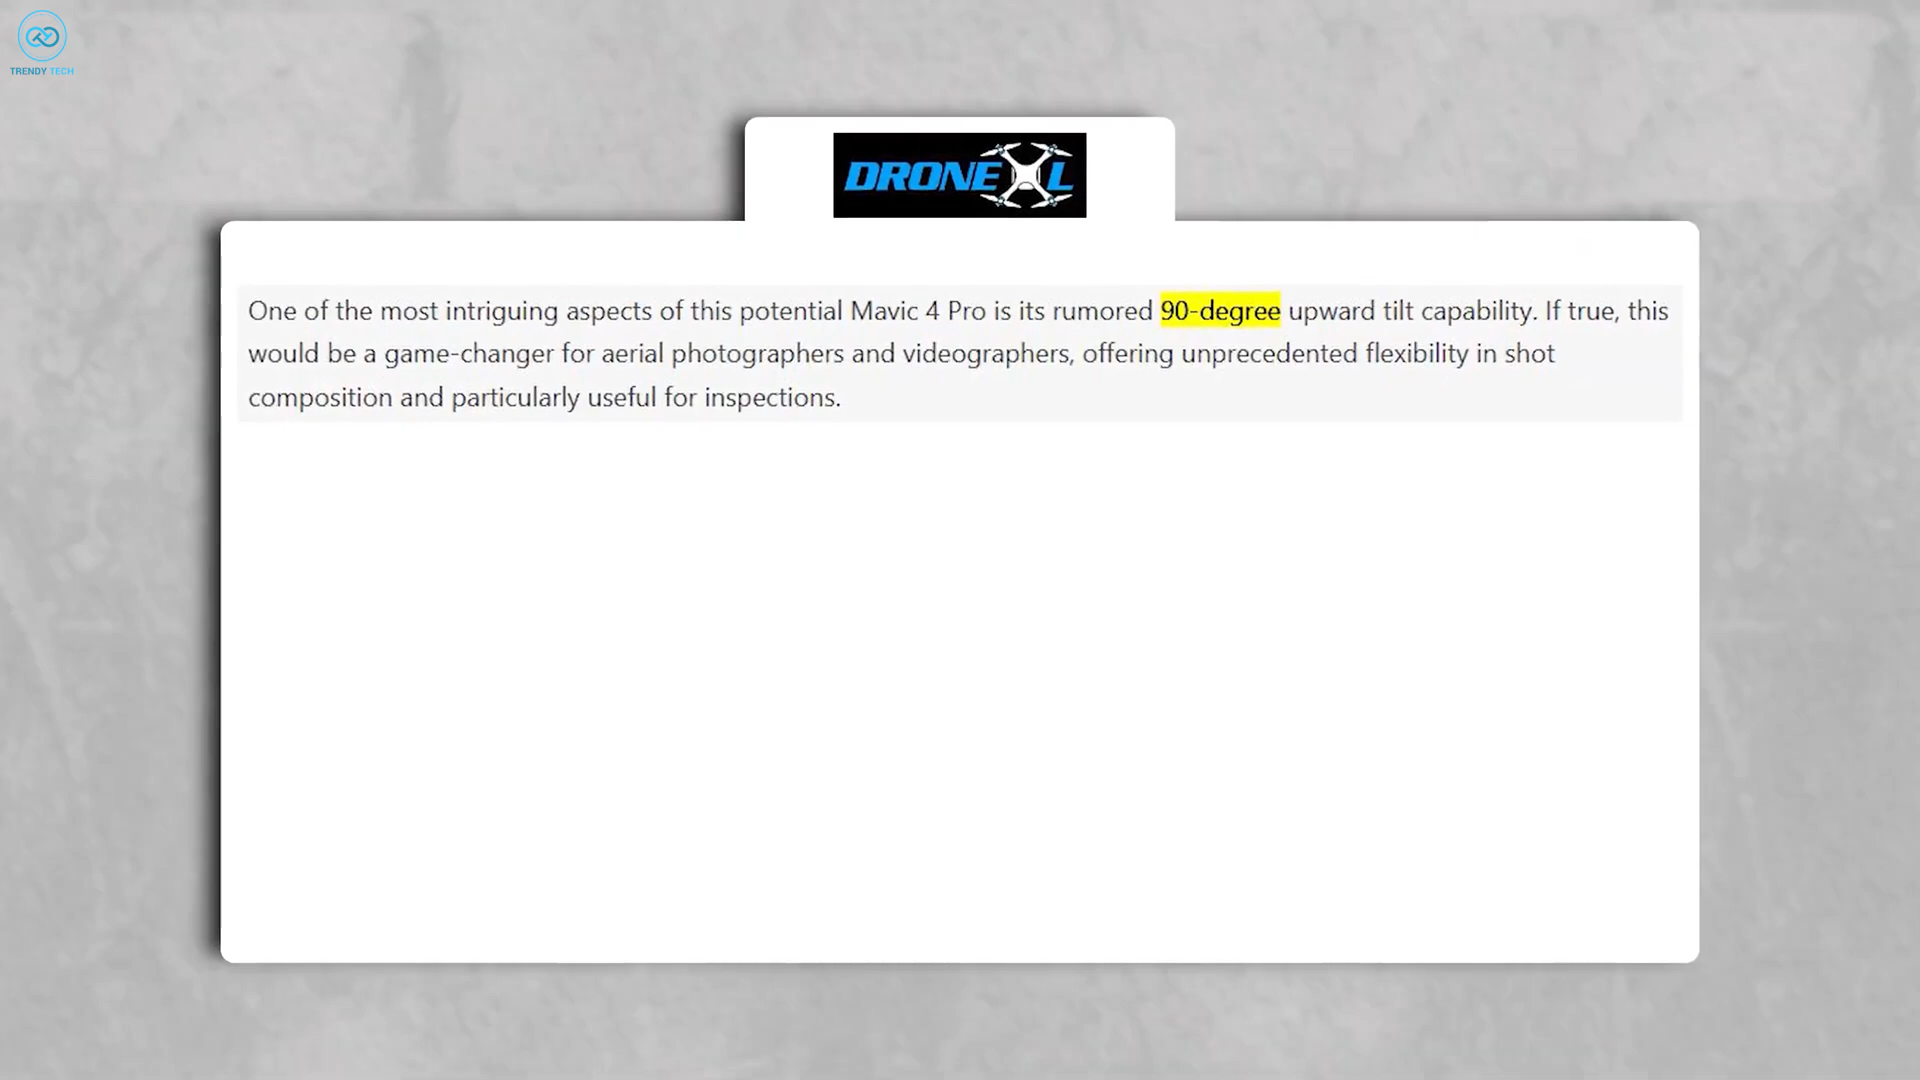 TRENDY TECH
DRONEXL
One of the most intriguing aspects of this potential Mavic 4 Pro is its rumored 90-degree upward tilt capability. If true, this
would be a game-changer for aerial photographers and videographers, offering unprecedented flexibility in shot
composition and particularly useful for inspections.